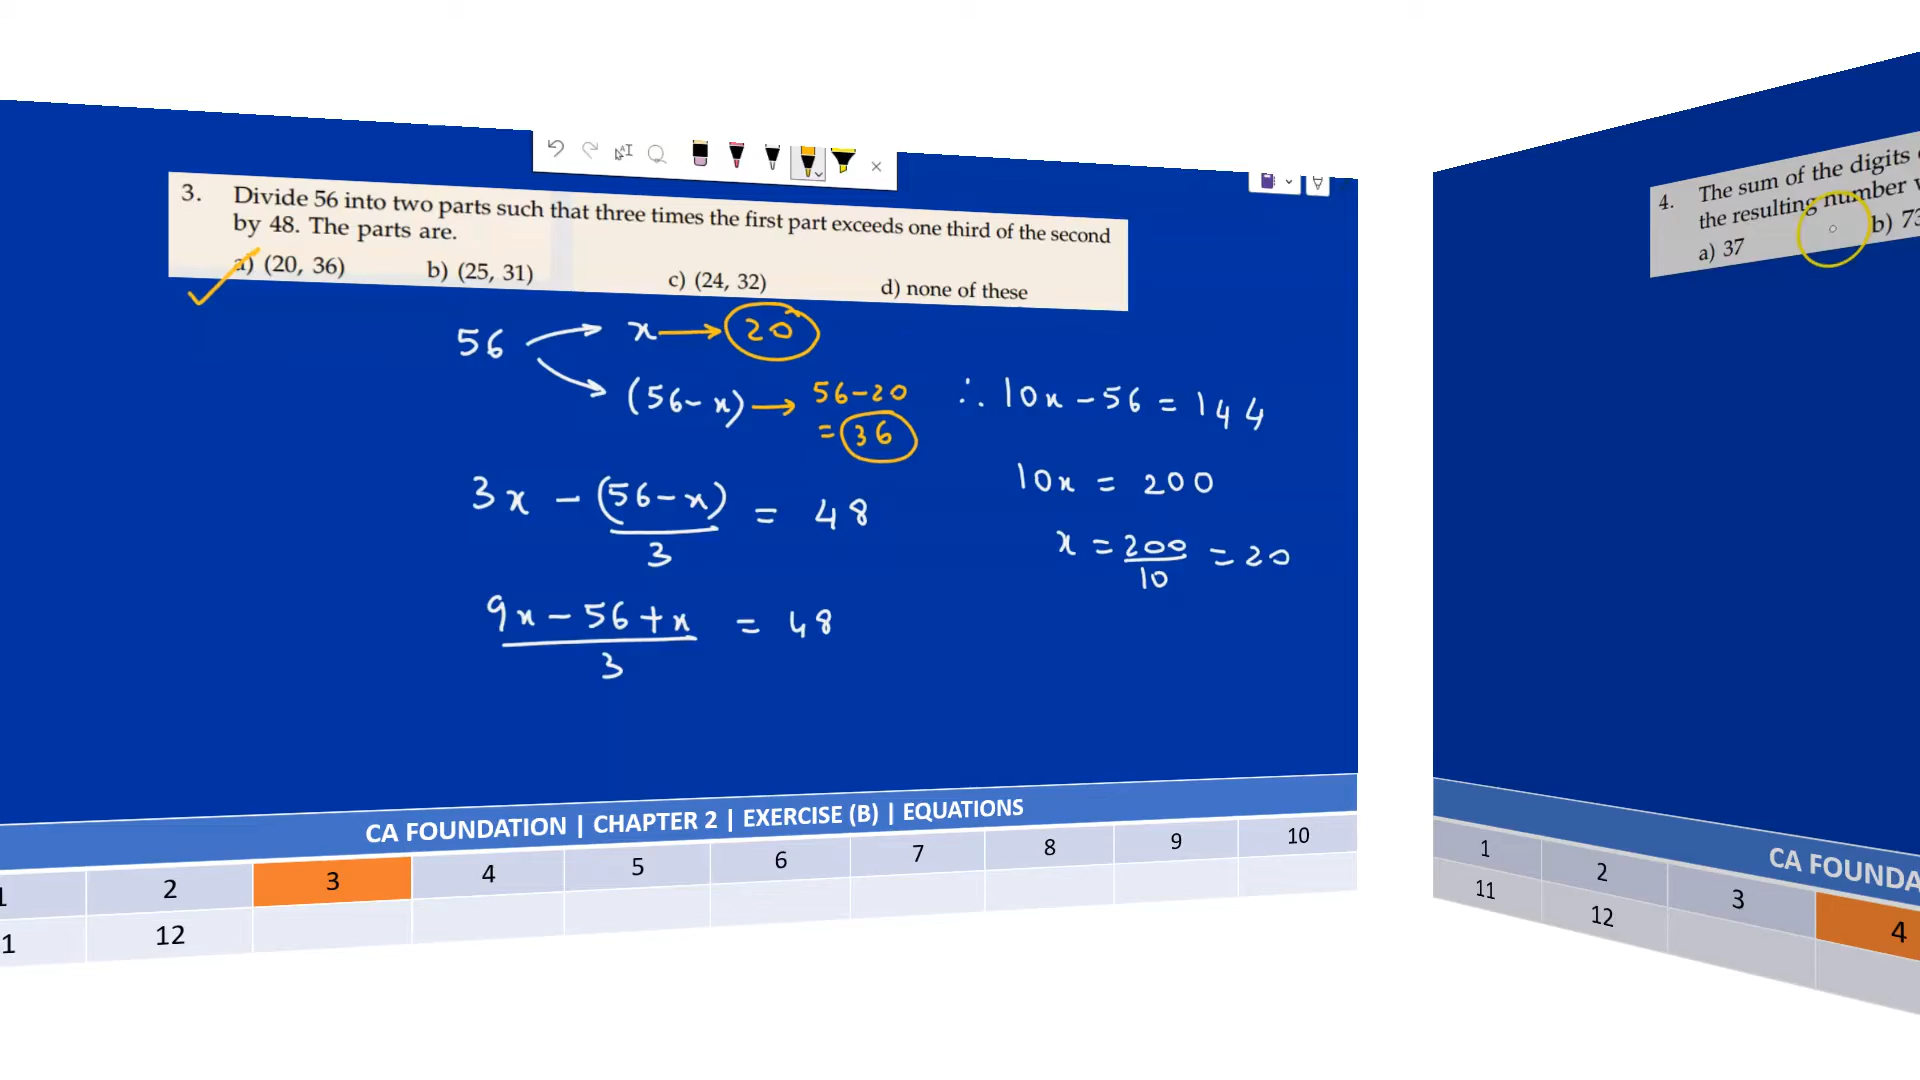 3. Divide 56 into two parts such that three times the first part exceeds one third of the second
by 48. The parts are.
a) (20, 36) b) (25, 31) c) (24, 32) d) none of these
56 → x → 20
(56-x) → 56-20
= 36
3x - (56-x)/3 = 48
9x - 56 + x / 3 = 48
∴ 10x - 56 = 144
10x = 200
x = 200/10 = 20
CA FOUNDATION | CHAPTER 2 | EXERCISE (B) | EQUATIONS
1 2 3 4 5 6 7 8 9 10
1 12
4. The sum of the digits
the resulting number
a) 37 b) 73
CA FOUNDA
1 2 3 4
11 12